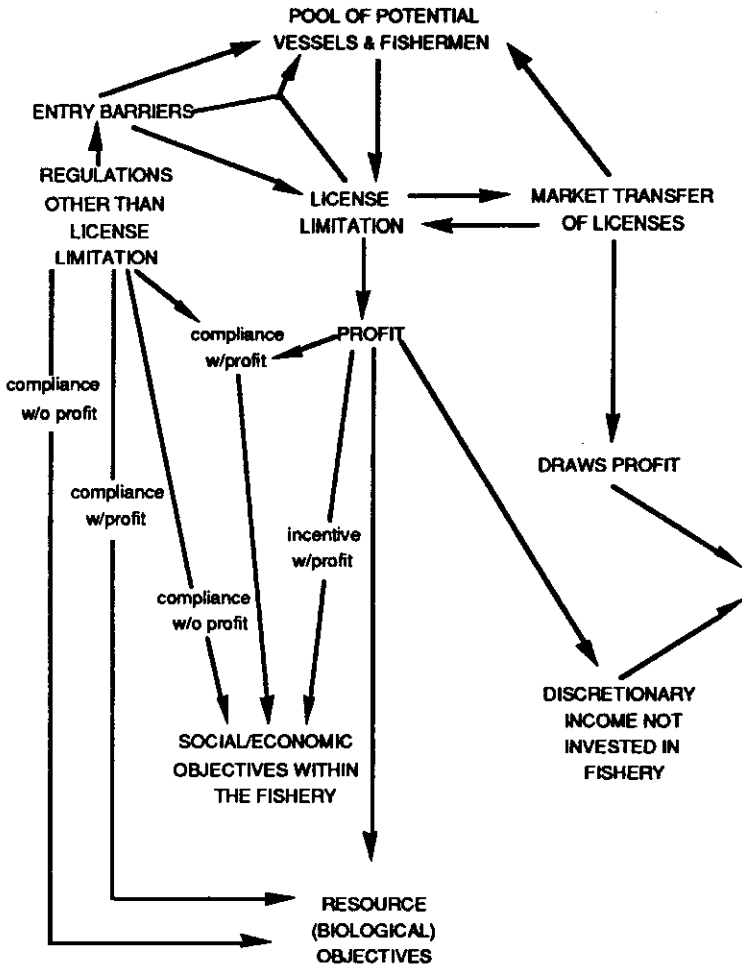 POOL OF POTENTIAL
VESSELS & FISHERMEN
ENTRY BARRIERS
REGULATIONS
OTHER THAN
LICENSE
LIMITATION
LICENSE
LIMITATION
MARKET TRANSFER
OF LICENSES
compliance
w/profit
PROFIT
compliance
w/o profit
DRAWS PROFIT
compliance
w/profit
incentive
w/profit
compliance
w/o profit
DISCRETIONARY
INCOME NOT
INVESTED IN
FISHERY
SOCIAL/ECONOMIC
OBJECTIVES WITHIN
THE FISHERY
RESOURCE
(BIOLOGICAL)
OBJECTIVES